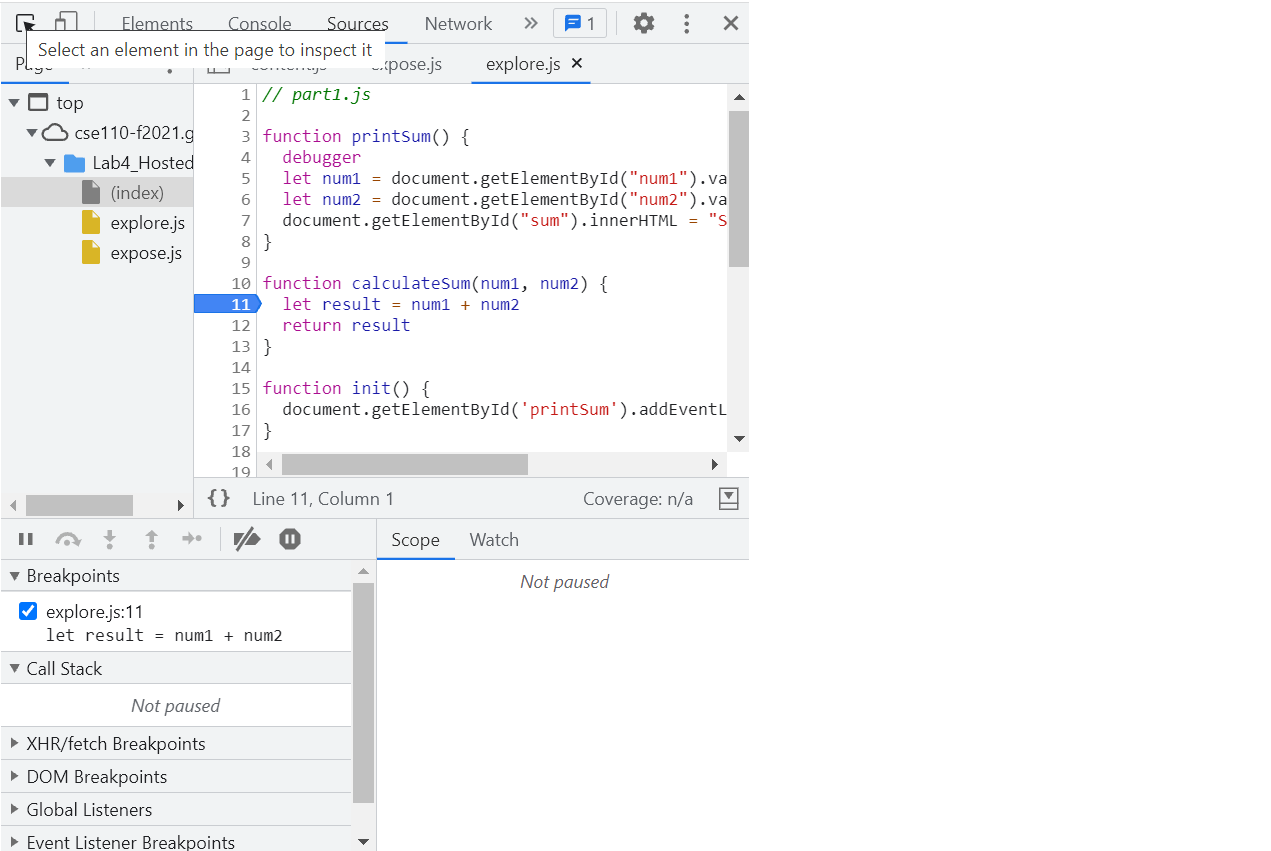 Elements Console Sources Network » 1
Select an element in the page to inspect it
Page content.js expose.js explore.js ×
top
cse110-f2021.g
Lab4_Hosted
(index)
explore.js
expose.js
1 // part1.js
2
3 function printSum() {
4 debugger
5 let num1 = document.getElementById("num1").va
6 let num2 = document.getElementById("num2").va
7 document.getElementById("sum").innerHTML = "S
8 }
9
10 function calculateSum(num1, num2) {
11 let result = num1 + num2
12 return result
13 }
14
15 function init() {
16 document.getElementById('printSum').addEventL
17 }
18
19
{} Line 11, Column 1 Coverage: n/a
Scope Watch
Not paused
Breakpoints
explore.js:11
let result = num1 + num2
Call Stack
Not paused
XHR/fetch Breakpoints
DOM Breakpoints
Global Listeners
Event Listener Breakpoints